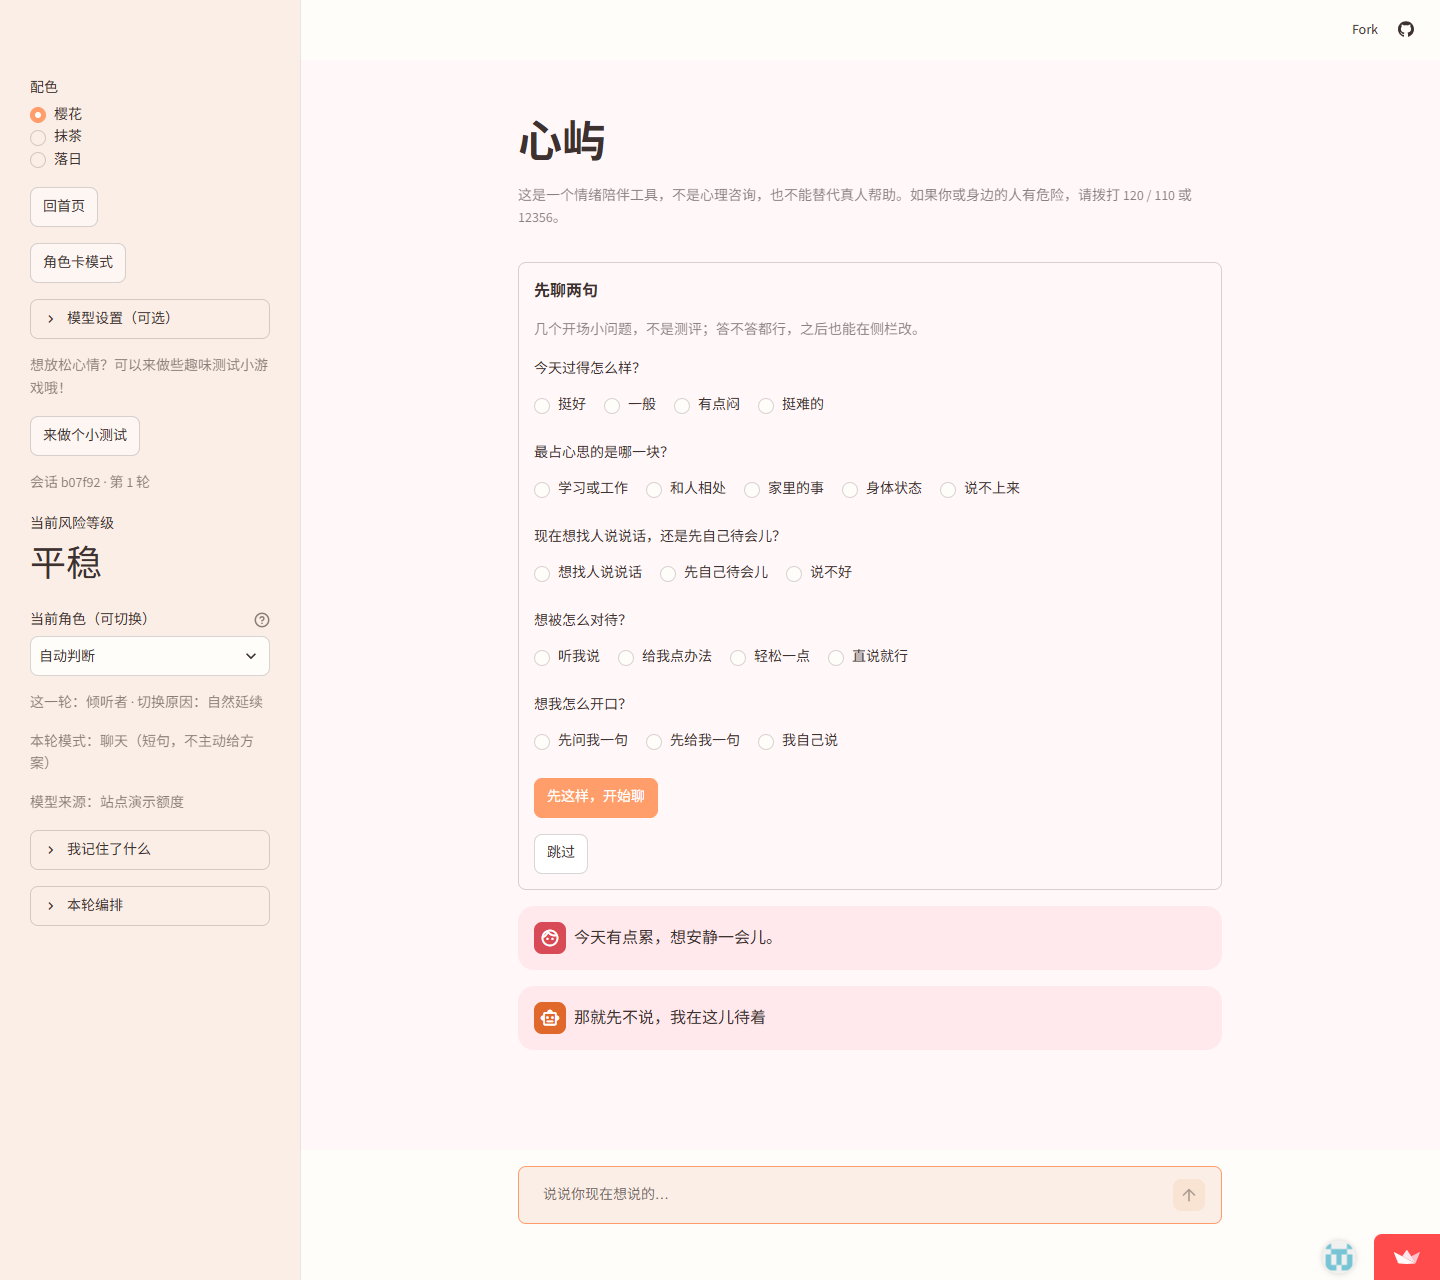 配色
樱花
抹茶
落日
回首页
角色卡模式
模型设置（可选）
想放松心情？可以来做些趣味测试小游
戏哦！
来做个小测试
会话 b07f92 · 第 1 轮
当前风险等级
平稳
当前角色（可切换）
自动判断
这一轮：倾听者 · 切换原因：自然延续
本轮模式：聊天（短句，不主动给方
案）
模型来源：站点演示额度
我记住了什么
本轮编排
Fork
心屿
这是一个情绪陪伴工具，不是心理咨询，也不能替代真人帮助。如果你或身边的人有危险，请拨打 120 / 110 或
12356。
先聊两句
几个开场小问题，不是测评；答不答都行，之后也能在侧栏改。
今天过得怎么样？
挺好 一般 有点闷 挺难的
最占心思的是哪一块？
学习或工作 和人相处 家里的事 身体状态 说不上来
现在想找人说说话，还是先自己待会儿？
想找人说说话 先自己待会儿 说不好
想被怎么对待？
听我说 给我点办法 轻松一点 直说就行
想我怎么开口？
先问我一句 先给我一句 我自己说
先这样，开始聊
跳过
今天有点累，想安静一会儿。
那就先不说，我在这儿待着
说说你现在想说的…